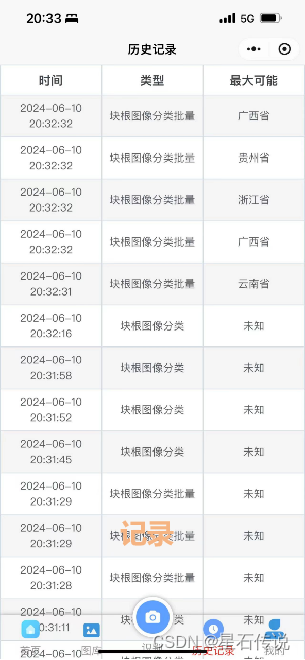 20:33
5G
历史记录
时间 类型 最大可能
2024-06-10
20:32:32 块根图像分类批量 广西省
2024-06-10
20:32:32 块根图像分类批量 贵州省
2024-06-10
20:32:32 块根图像分类批量 浙江省
2024-06-10
20:32:32 块根图像分类批量 广西省
2024-06-10
20:32:31 块根图像分类批量 云南省
2024-06-10
20:32:16 块根图像分类 未知
2024-06-10
20:31:58 块根图像分类 未知
2024-06-10
20:31:52 块根图像分类 未知
2024-06-10
20:31:45 块根图像分类 未知
2024-06-10
20:31:29 块根图像分类批量 未知
2024-06-10
20:31:29 块根图像分类批量 未知
记录
2024-06-10
20:31:28 块根图像分类批量 未知
2024-06-10
20:31:11 未知
首页 图库 识别 历史记录 我的
CSDN @星石传说